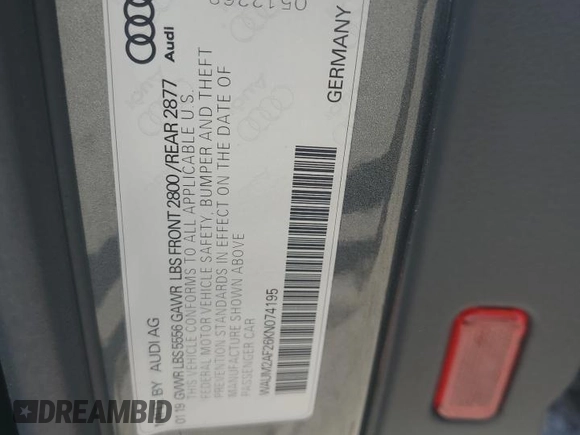 BY AUDI AG
01.19 GVWR LBS 5556 GAWR LBS FRONT 2800/REAR 2877
THIS VEHICLE CONFORMS TO ALL APPLICABLE U.S.
FEDERAL MOTOR VEHICLE SAFETY, BUMPER AND THEFT
PREVENTION STANDARDS IN EFFECT ON THE DATE OF
MANUFACTURE SHOWN ABOVE
PASSENGER CAR
WAUM2AF26KN074195
GERMANY
Audi
DREAMBID